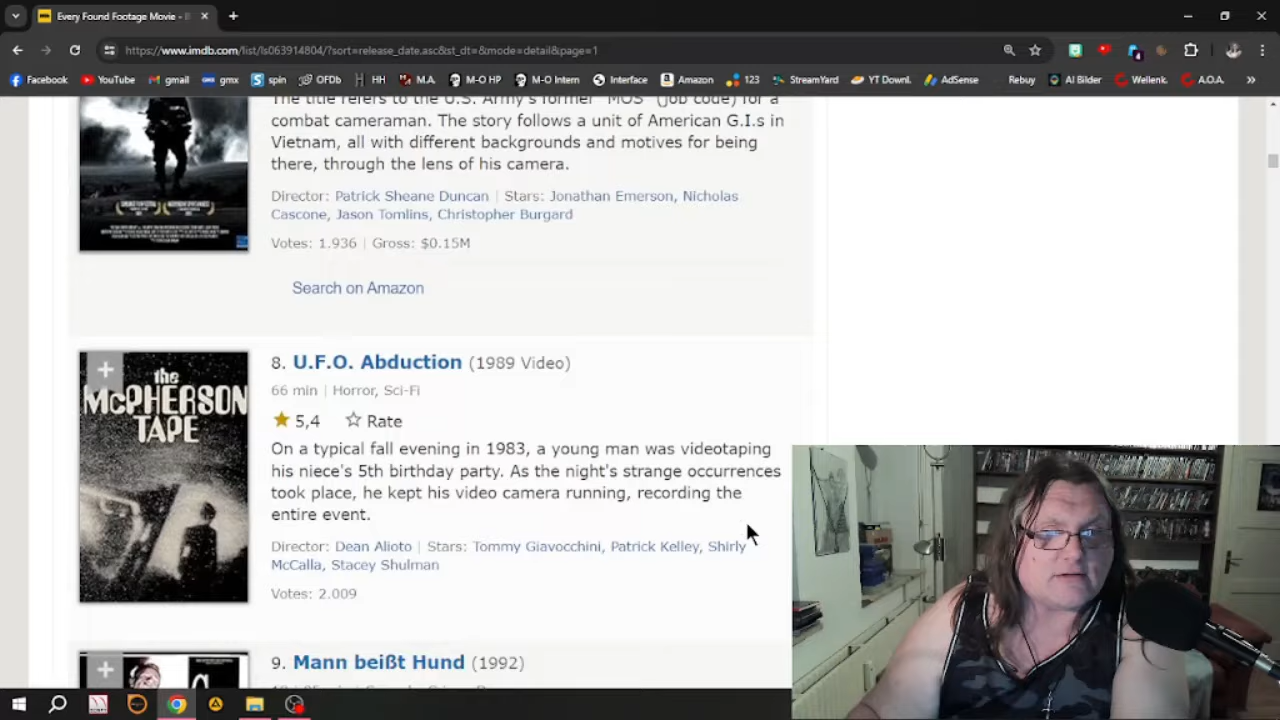 Every Found Footage Movie - I
https://www.imdb.com/list/ls063914804/?sort=release_date.asc&st_dt=&mode=detail&page=1
Facebook YouTube gmail gmx spin OFDb HH M.A. M-O HP M-O Intern Interface Amazon 123 StreamYard YT Downl. AdSense Rebuy AI Bilder Wellenk. A.O.A.
The title refers to the U.S. Army's former "MOS" (job code) for a
combat cameraman. The story follows a unit of American G.I.s in
Vietnam, all with different backgrounds and motives for being
there, through the lens of his camera.
Director: Patrick Sheane Duncan | Stars: Jonathan Emerson, Nicholas
Cascone, Jason Tomlins, Christopher Burgard
Votes: 1.936 | Gross: $0.15M
Search on Amazon
the
McPHERSON
TAPE
8. U.F.O. Abduction (1989 Video)
66 min | Horror, Sci-Fi
5,4 Rate
On a typical fall evening in 1983, a young man was videotaping
his niece's 5th birthday party. As the night's strange occurrences
took place, he kept his video camera running, recording the
entire event.
Director: Dean Alioto | Stars: Tommy Giavocchini, Patrick Kelley, Shirly
McCalla, Stacey Shulman
Votes: 2.009
9. Mann beißt Hund (1992)